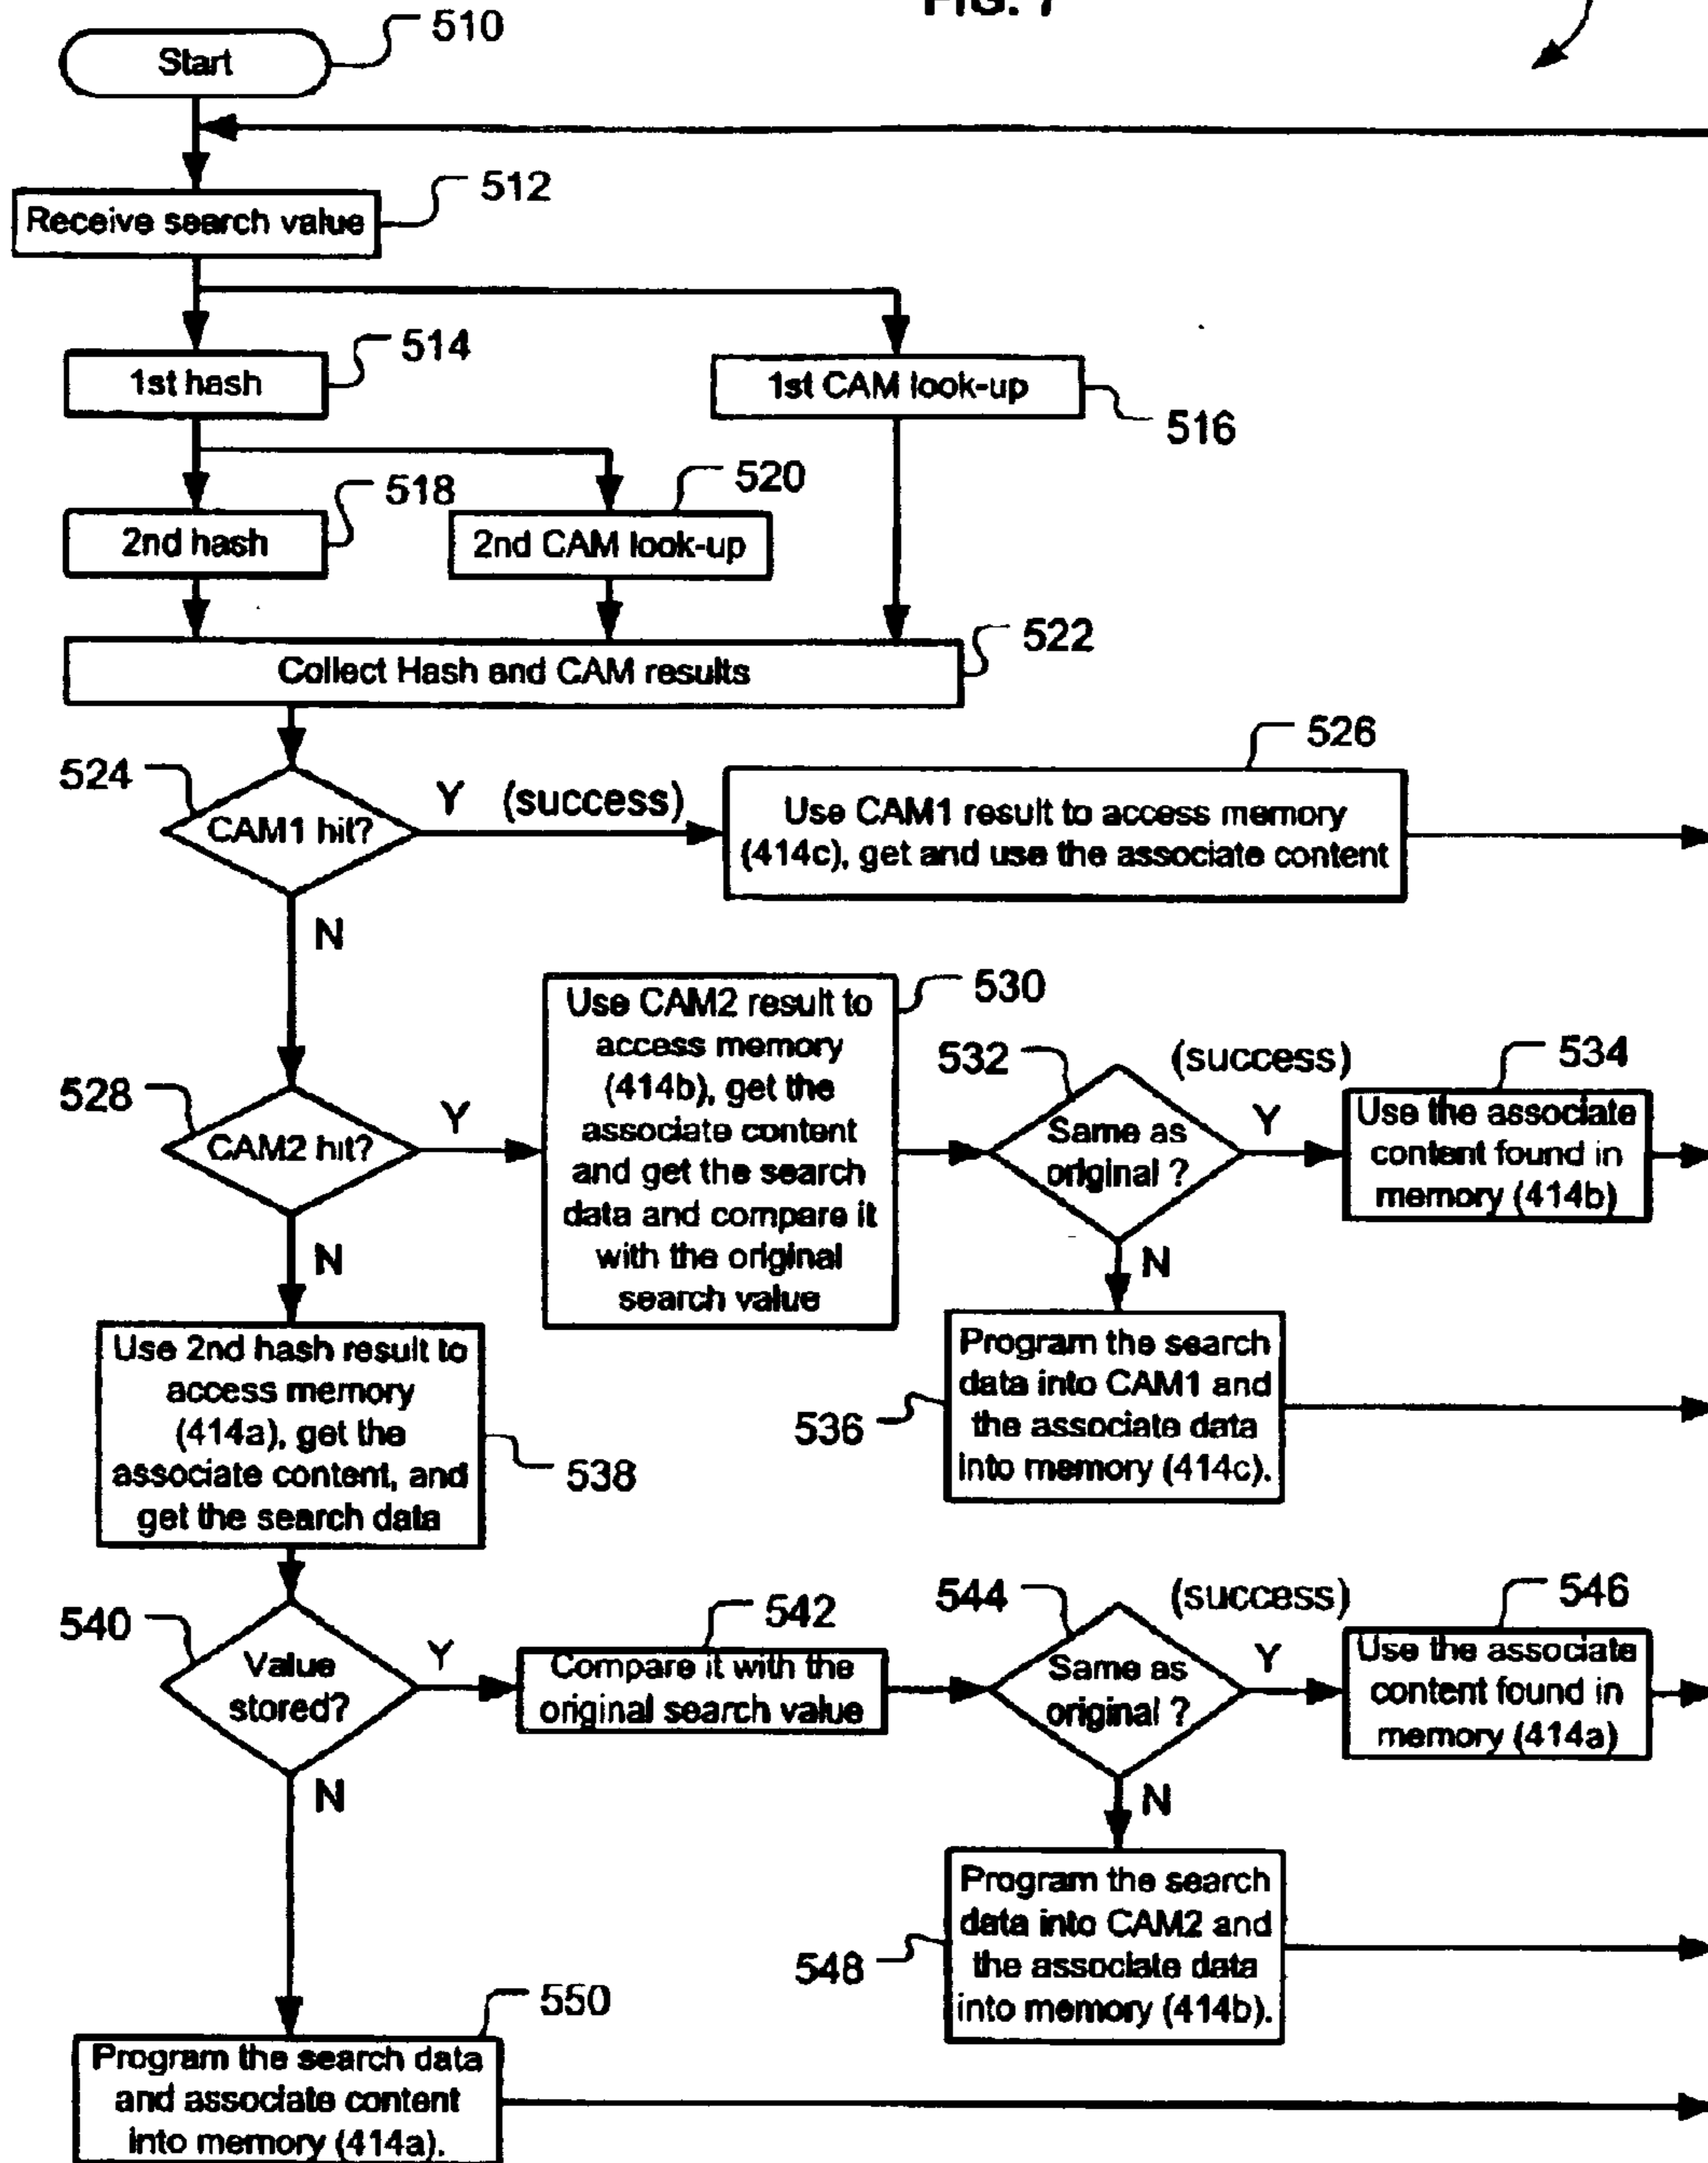 FIG. 7
510
Start
512
Receive search value
514
1st hash
1st CAM look-up
516
518
520
2nd hash
2nd CAM look-up
522
Collect Hash and CAM results
524
CAM1 hit?
Y (success)
526
Use CAM1 result to access memory
(414c), get and use the associate content
N
528
CAM2 hit?
Y
530
Use CAM2 result to
access memory
(414b), get the
associate content
and get the search
data and compare it
with the original
search value
532
Same as
original ?
(success)
Y
534
Use the associate
content found in
memory (414b)
N
N
536
Program the search
data into CAM1 and
the associate data
into memory (414c).
Use 2nd hash result to
access memory
(414a), get the
associate content, and
get the search data
538
540
Value
stored?
Y
542
Compare it with the
original search value
544
Same as
original ?
(success)
Y
546
Use the associate
content found in
memory (414a)
N
N
548
Program the search
data into CAM2 and
the associate data
into memory (414b).
550
Program the search data
and associate content
into memory (414a).